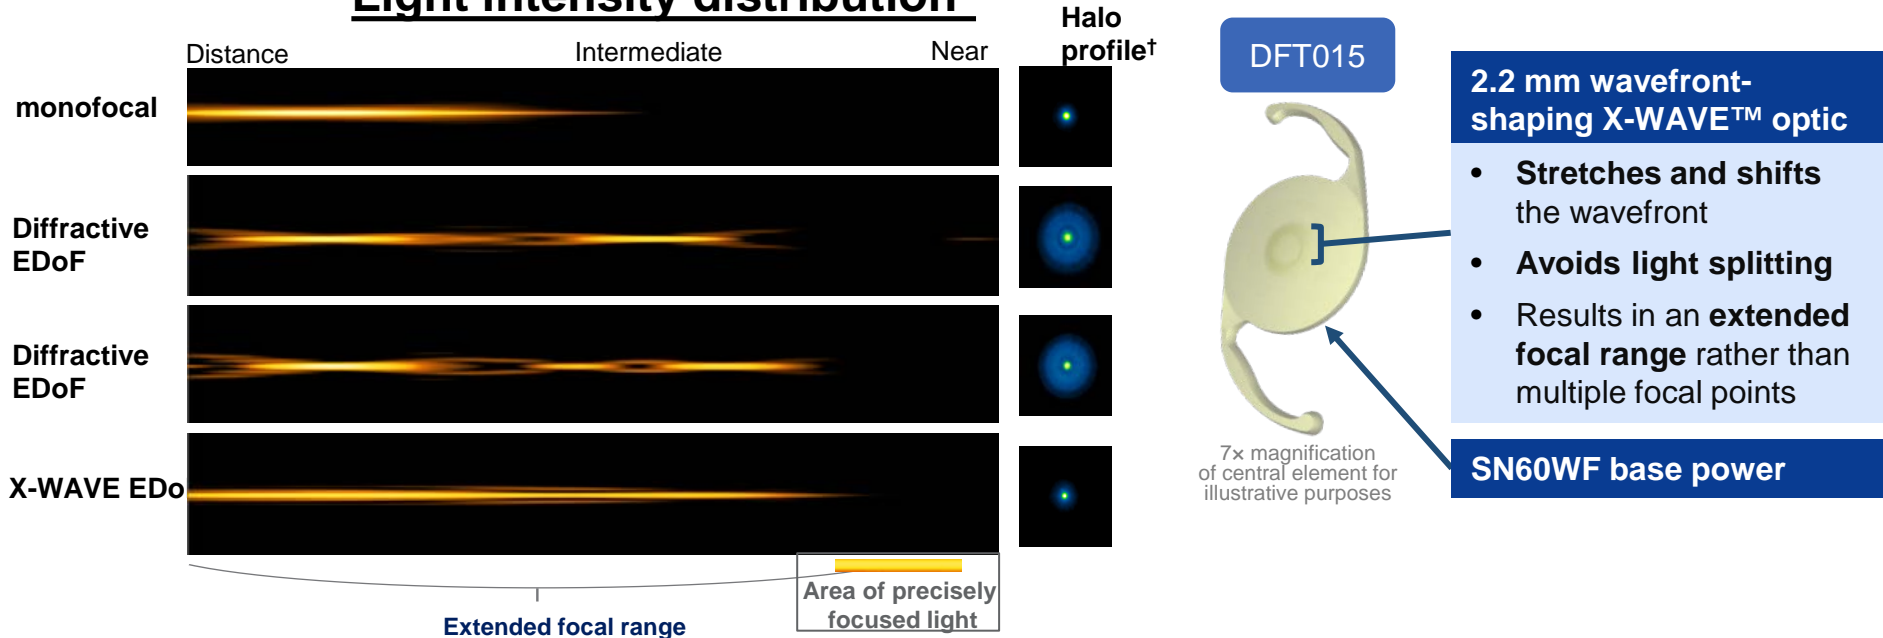 Light intensity distribution
Distance
Intermediate
Near
Halo
profile†
monofocal
Diffractive
EDoF
Diffractive
EDoF
X-WAVE EDo
Extended focal range
Area of precisely
focused light
DFT015
7× magnification
of central element for
illustrative purposes
2.2 mm wavefront-
shaping X-WAVE™ optic
• Stretches and shifts
the wavefront
• Avoids light splitting
• Results in an extended
focal range rather than
multiple focal points
SN60WF base power